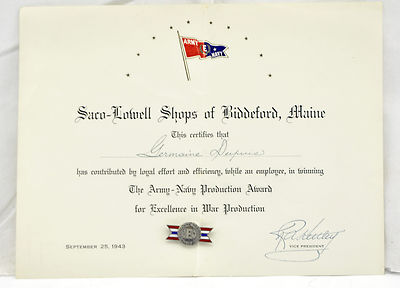 ARMY E NAVY
Saco-Lowell Shops of Biddeford, Maine
This certifies that
Germaine Dupuis
has contributed by loyal effort and efficiency, while an employee, in winning
The Army-Navy Production Award
for Excellence in War Production
SEPTEMBER 25, 1943
VICE PRESIDENT